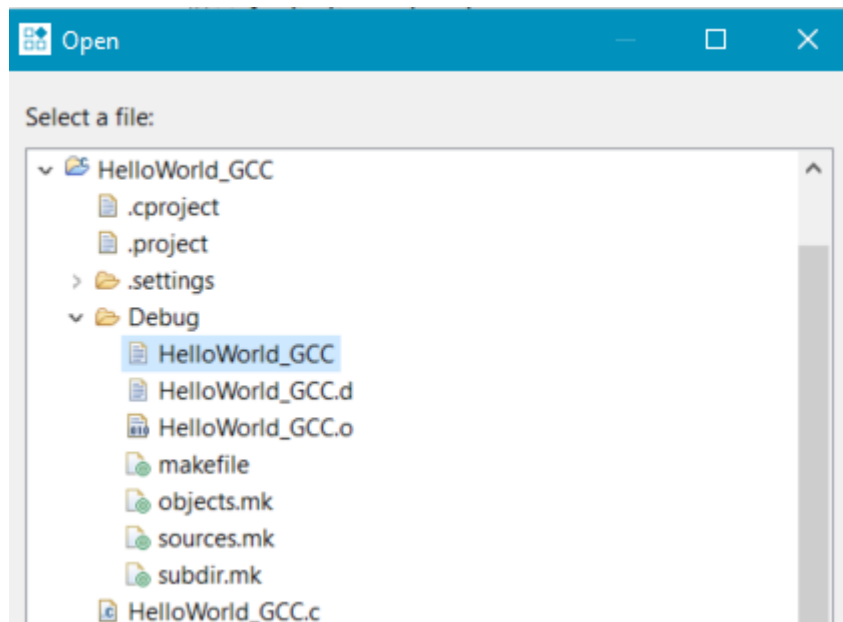 Open
Select a file:
HelloWorld_GCC
.cproject
.project
.settings
Debug
HelloWorld_GCC
HelloWorld_GCC.d
HelloWorld_GCC.o
makefile
objects.mk
sources.mk
subdir.mk
HelloWorld_GCC.c